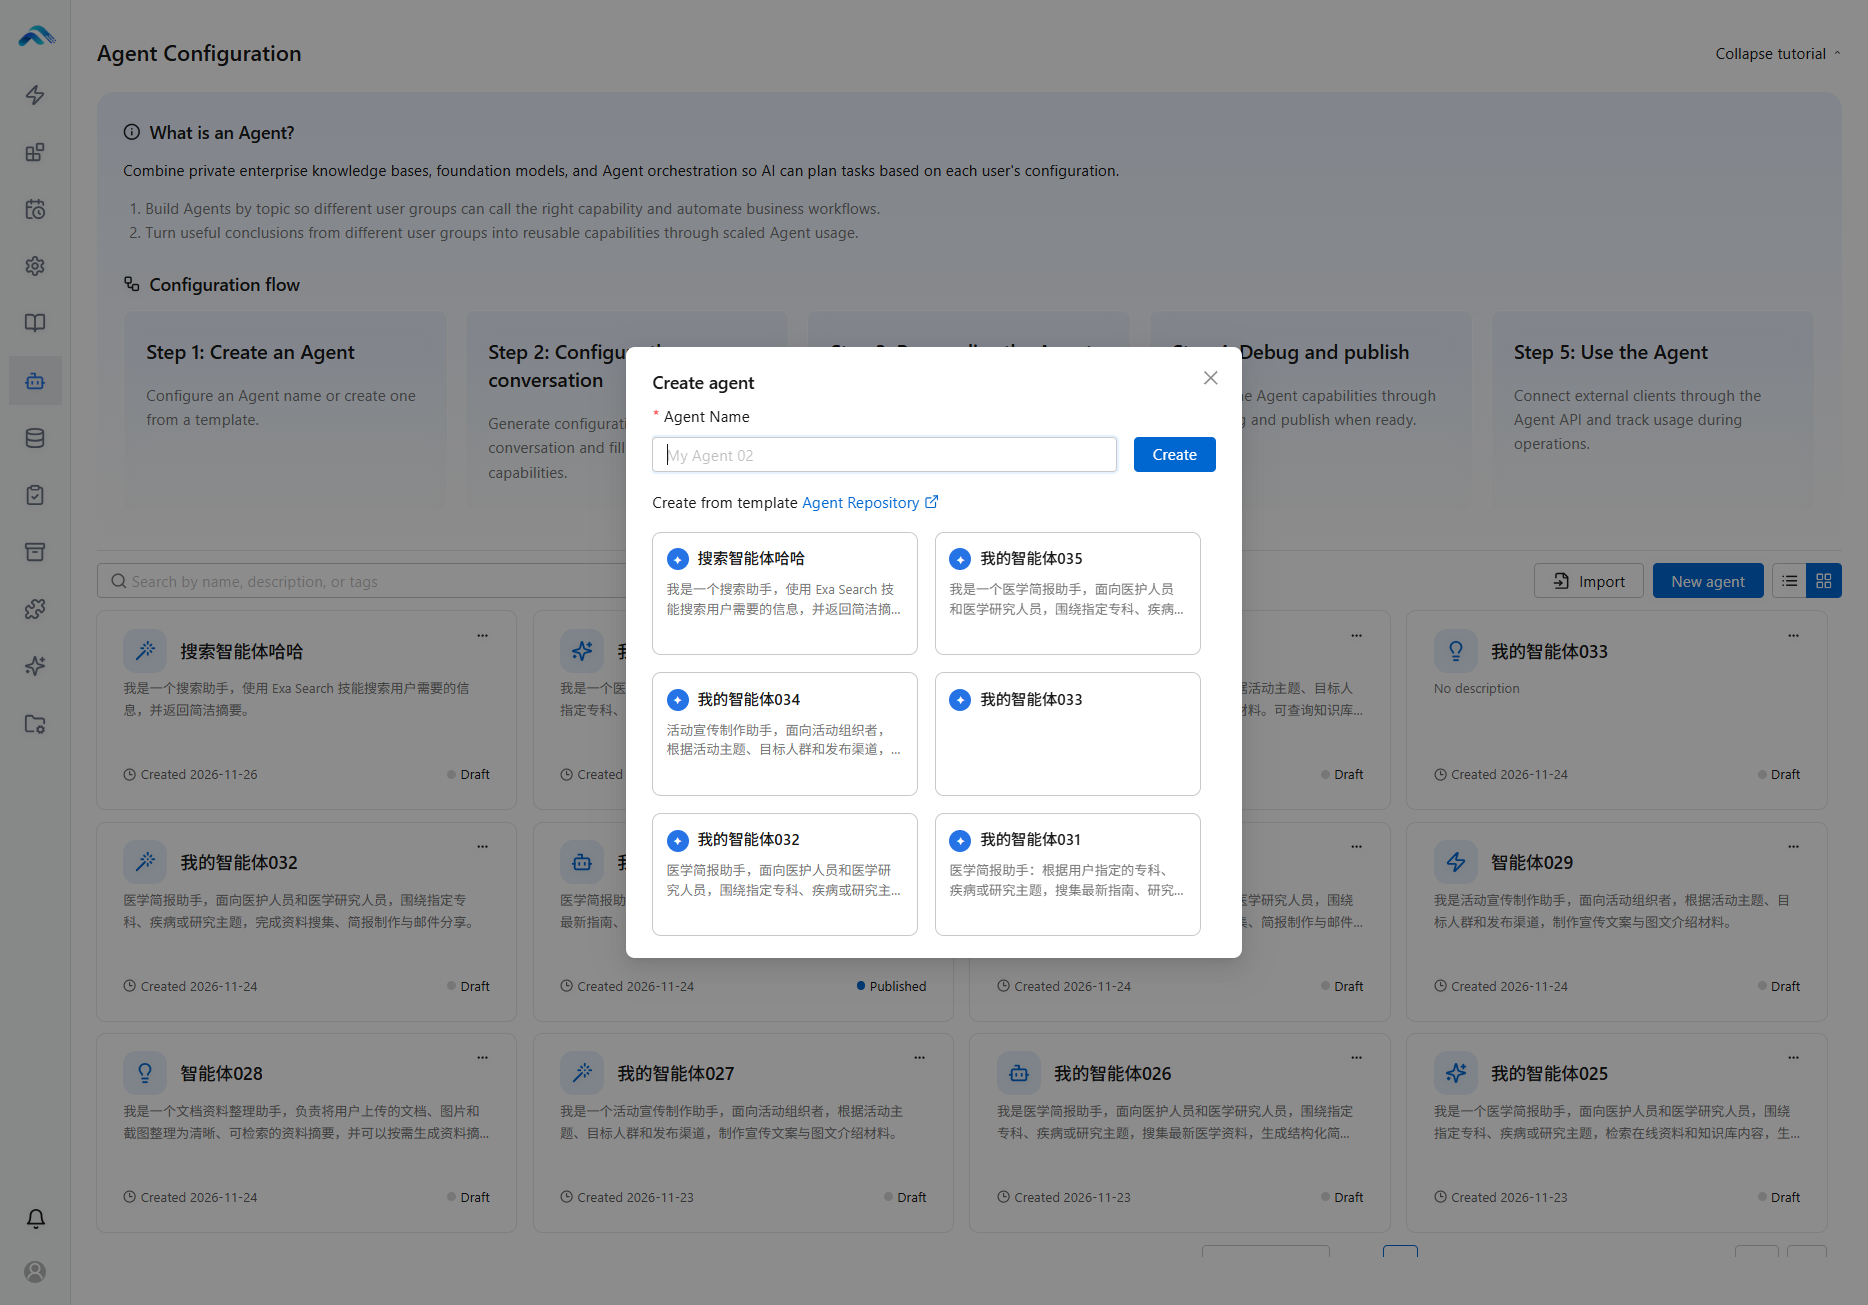 Agent Configuration
Collapse tutorial
What is an Agent?
Combine private enterprise knowledge bases, foundation models, and Agent orchestration so AI can plan tasks based on each user's configuration.
1. Build Agents by topic so different user groups can call the right capability and automate business workflows.
2. Turn useful conclusions from different user groups into reusable capabilities through scaled Agent usage.
Configuration flow
Step 1: Create an Agent
Configure an Agent name or create one
from a template.
Step 2: Configure
conversation
Generate configurati
conversation and fill
capabilities.
Debug and publish
Agent capabilities through
and publish when ready.
Step 5: Use the Agent
Connect external clients through the
Agent API and track usage during
operations.
Create agent
* Agent Name
My Agent 02
Create
Create from template Agent Repository
搜索智能体哈哈
我是一个搜索助手，使用 Exa Search 技
能搜索用户需要的信息，并返回简洁摘...
我的智能体035
我是一个医学简报助手，面向医护人员
和医学研究人员，围绕指定专科、疾病...
我的智能体034
活动宣传制作助手，面向活动组织者，
根据活动主题、目标人群和发布渠道，...
我的智能体033
我的智能体032
医学简报助手，面向医护人员和医学研
究人员，围绕指定专科、疾病或研究主...
我的智能体031
医学简报助手：根据用户指定的专科、
疾病或研究主题，搜集最新指南、研究...
Search by name, description, or tags
Import
New agent
搜索智能体哈哈
我是一个搜索助手，使用 Exa Search 技能搜索用户需要的信
息，并返回简洁摘要。
Created 2026-11-26
Draft
我是一个医
指定专科、
Created
活动主题、目标人
材料。可查询知识库...
Draft
我的智能体033
No description
Created 2026-11-24
Draft
我的智能体032
医学简报助手，面向医护人员和医学研究人员，围绕指定专
科、疾病或研究主题，完成资料搜集、简报制作与邮件分享。
Created 2026-11-24
Draft
医学简报助
最新指南、
Created 2026-11-24
Published
医学研究人员，围绕
、简报制作与邮件...
Created 2026-11-24
Draft
智能体029
我是活动宣传制作助手，面向活动组织者，根据活动主题、目
标人群和发布渠道，制作宣传文案与图文介绍材料。
Created 2026-11-24
Draft
智能体028
我是一个文档资料整理助手，负责将用户上传的文档、图片和
截图整理为清晰、可检索的资料摘要，并可以按需生成资料摘...
Created 2026-11-24
Draft
我的智能体027
我是一个活动宣传制作助手，面向活动组织者，根据活动主
题、目标人群和发布渠道，制作宣传文案与图文介绍材料。
Created 2026-11-23
Draft
我的智能体026
我是医学简报助手，面向医护人员和医学研究人员，围绕指定
专科、疾病或研究主题，搜集最新医学资料，生成结构化简...
Created 2026-11-23
Draft
我的智能体025
我是一个医学简报助手，面向医护人员和医学研究人员，围绕
指定专科、疾病或研究主题，检索在线资料和知识库内容，生...
Created 2026-11-23
Draft